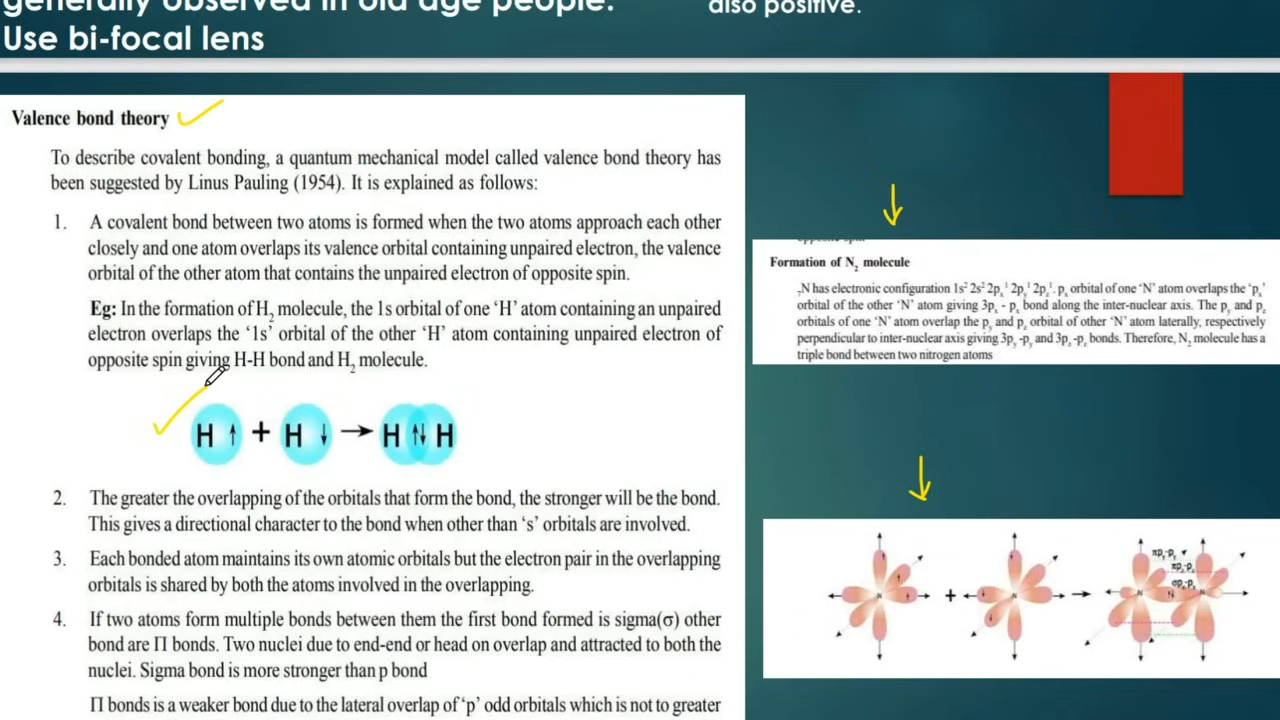 generally observed in old age people.
Use bi-focal lens
also positive.
Valence bond theory
To describe covalent bonding, a quantum mechanical model called valence bond theory has
been suggested by Linus Pauling (1954). It is explained as follows:
1. A covalent bond between two atoms is formed when the two atoms approach each other
closely and one atom overlaps its valence orbital containing unpaired electron, the valence
orbital of the other atom that contains the unpaired electron of opposite spin.
Eg: In the formation of H₂ molecule, the 1s orbital of one ‘H’ atom containing an unpaired
electron overlaps the ‘1s’ orbital of the other ‘H’ atom containing unpaired electron of
opposite spin giving H-H bond and H₂ molecule.
H ↑ + H ↓ → H ↑↓ H
2. The greater the overlapping of the orbitals that form the bond, the stronger will be the bond.
This gives a directional character to the bond when other than ‘s’ orbitals are involved.
3. Each bonded atom maintains its own atomic orbitals but the electron pair in the overlapping
orbitals is shared by both the atoms involved in the overlapping.
4. If two atoms form multiple bonds between them the first bond formed is sigma(σ) other
bond are Π bonds. Two nuclei due to end-end or head on overlap and attracted to both the
nuclei. Sigma bond is more stronger than p bond
Π bonds is a weaker bond due to the lateral overlap of ‘p’ odd orbitals which is not to greater
opposite spin
Formation of N₂ molecule
₇N has electronic configuration 1s² 2s² 2pₓ¹ 2pᵧ¹ 2p_z¹. pₓ orbital of one ‘N’ atom overlaps the ‘pₓ’
orbital of the other ‘N’ atom giving 3pₓ - pₓ bond along the inter-nuclear axis. The pᵧ and p_z
orbitals of one ‘N’ atom overlap the pᵧ and p_z orbital of other ‘N’ atom laterally, respectively
perpendicular to inter-nuclear axis giving 3pᵧ -pᵧ and 3p_z -p_z bonds. Therefore, N₂ molecule has a
triple bond between two nitrogen atoms
N + N → N N